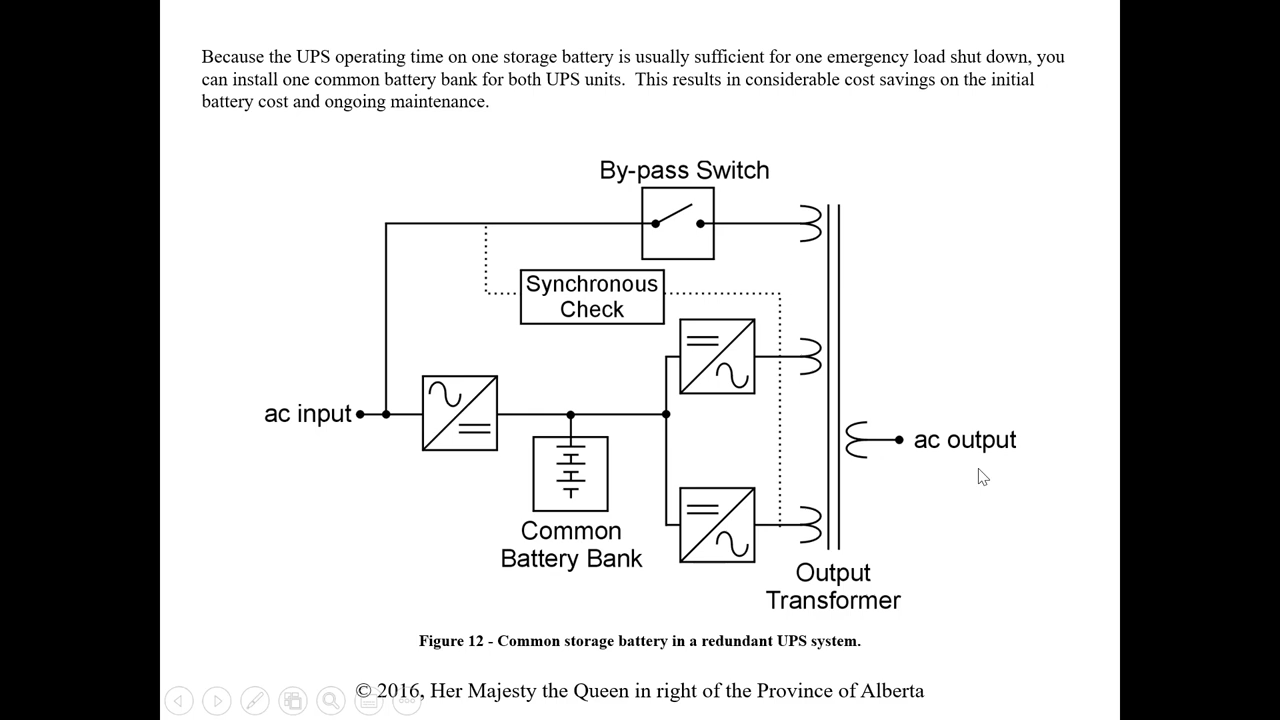 Because the UPS operating time on one storage battery is usually sufficient for one emergency load shut down, you
can install one common battery bank for both UPS units.  This results in considerable cost savings on the initial
battery cost and ongoing maintenance.
By-pass Switch
Synchronous
Check
ac input
ac output
Common
Battery Bank
Output
Transformer
Figure 12 - Common storage battery in a redundant UPS system.
© 2016, Her Majesty the Queen in right of the Province of Alberta